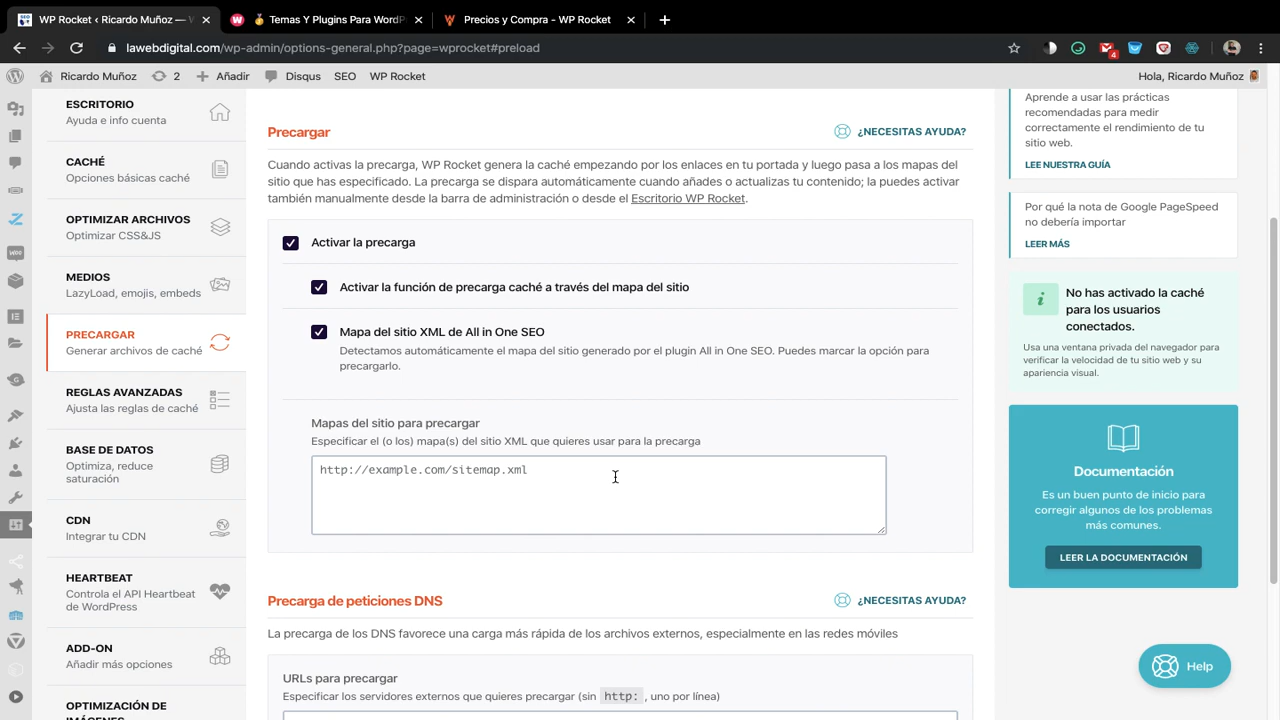 WP Rocket ‹ Ricardo Muñoz —
Temas Y Plugins Para WordP
Precios y Compra - WP Rocket
lawebdigital.com/wp-admin/options-general.php?page=wprocket#preload
4
Ricardo Muñoz
2
Añadir
Disqus
SEO
WP Rocket
Hola, Ricardo Muñoz
ESCRITORIO
Ayuda e info cuenta
CACHÉ
Opciones básicas caché
OPTIMIZAR ARCHIVOS
Optimizar CSS&JS
MEDIOS
LazyLoad, emojis, embeds
PRECARGAR
Generar archivos de caché
REGLAS AVANZADAS
Ajusta las reglas de caché
BASE DE DATOS
Optimiza, reduce
saturación
CDN
Integrar tu CDN
HEARTBEAT
Controla el API Heartbeat
de WordPress
ADD-ON
Añadir más opciones
OPTIMIZACIÓN DE
IMÁGENES
Precargar
¿NECESITAS AYUDA?
Cuando activas la precarga, WP Rocket genera la caché empezando por los enlaces en tu portada y luego pasa a los mapas del
sitio que has especificado. La precarga se dispara automáticamente cuando añades o actualizas tu contenido; la puedes activar
también manualmente desde la barra de administración o desde el Escritorio WP Rocket.
Activar la precarga
Activar la función de precarga caché a través del mapa del sitio
Mapa del sitio XML de All in One SEO
Detectamos automáticamente el mapa del sitio generado por el plugin All in One SEO. Puedes marcar la opción para
precargarlo.
Mapas del sitio para precargar
Especificar el (o los) mapa(s) del sitio XML que quieres usar para la precarga
http://example.com/sitemap.xml
Precarga de peticiones DNS
¿NECESITAS AYUDA?
La precarga de los DNS favorece una carga más rápida de los archivos externos, especialmente en las redes móviles
URLs para precargar
Especificar los servidores externos que quieres precargar (sin http: , uno por línea)
Aprende a usar las prácticas
recomendadas para medir
correctamente el rendimiento de tu
sitio web.
LEE NUESTRA GUÍA
Por qué la nota de Google PageSpeed
no debería importar
LEER MÁS
No has activado la caché
para los usuarios
conectados.
Usa una ventana privada del navegador para
verificar la velocidad de tu sitio web y su
apariencia visual.
Documentación
Es un buen punto de inicio para
corregir algunos de los problemas
más comunes.
LEER LA DOCUMENTACIÓN
Help